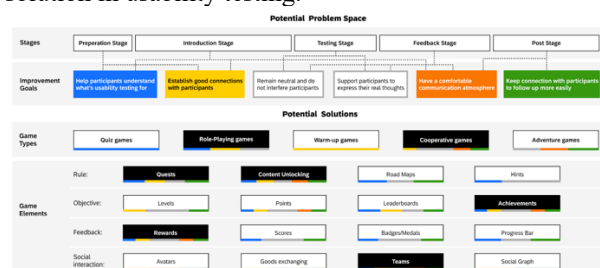 solution in usability testing.
Potential Problem Space
Stages
Preparation Stage
Introduction Stage
Testing Stage
Feedback Stage
Post Stage
Improvement
Goals
Help participants understand
what's usability testing for
Establish good connections
with participants
Remain neutral and do
not interfere participants
Support participants to
express their real thoughts
Have a comfortable
communication atmosphere
Keep connection with participants
to follow up more easily
Potential Solutions
Game
Types
Quiz games
Role-Playing games
Warm-up games
Cooperative games
Adventure games
Game
Elements
Rule:
Quests
Content Unlocking
Road Maps
Hints
Objective:
Levels
Points
Leaderboards
Achievements
Feedback:
Rewards
Scores
Badges/Medals
Progress Bar
Social
interaction:
Avatars
Goods exchanging
Teams
Social Graph